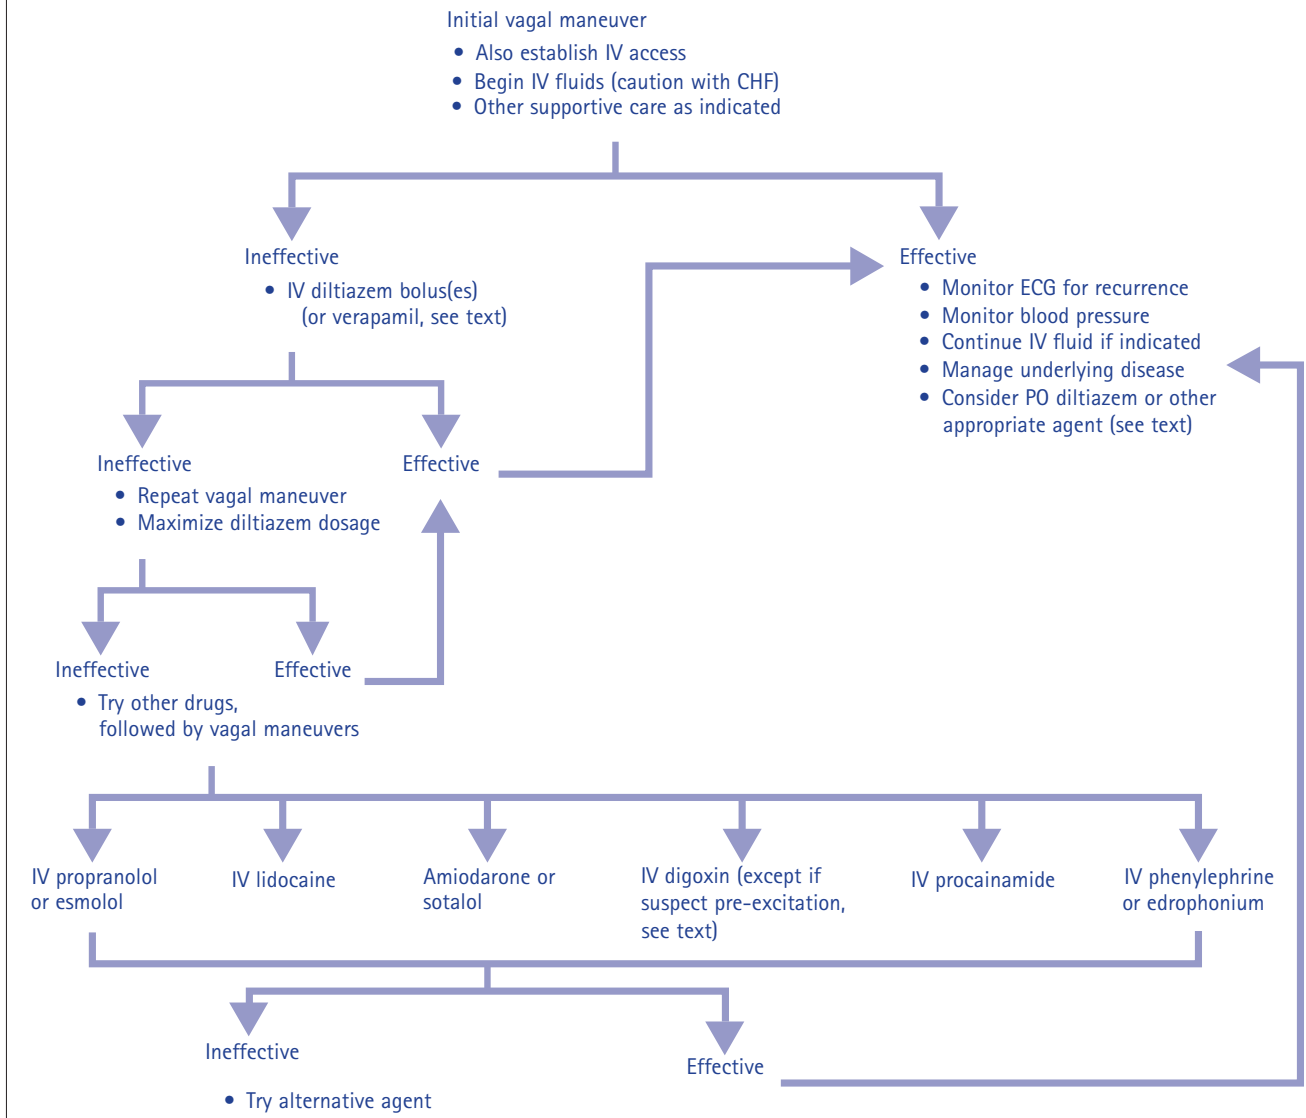 Initial vagal maneuver
• Also establish IV access
• Begin IV fluids (caution with CHF)
• Other supportive care as indicated
Ineffective
• IV diltiazem bolus(es)
(or verapamil, see text)
Effective
• Monitor ECG for recurrence
• Monitor blood pressure
• Continue IV fluid if indicated
• Manage underlying disease
• Consider PO diltiazem or other
appropriate agent (see text)
Ineffective
• Repeat vagal maneuver
• Maximize diltiazem dosage
Effective
Ineffective
• Try other drugs,
followed by vagal maneuvers
Effective
IV propranolol
or esmolol
IV lidocaine
Amiodarone or
sotalol
IV digoxin (except if
suspect pre-excitation,
see text)
IV procainamide
IV phenylephrine
or edrophonium
Ineffective
• Try alternative agent
Effective